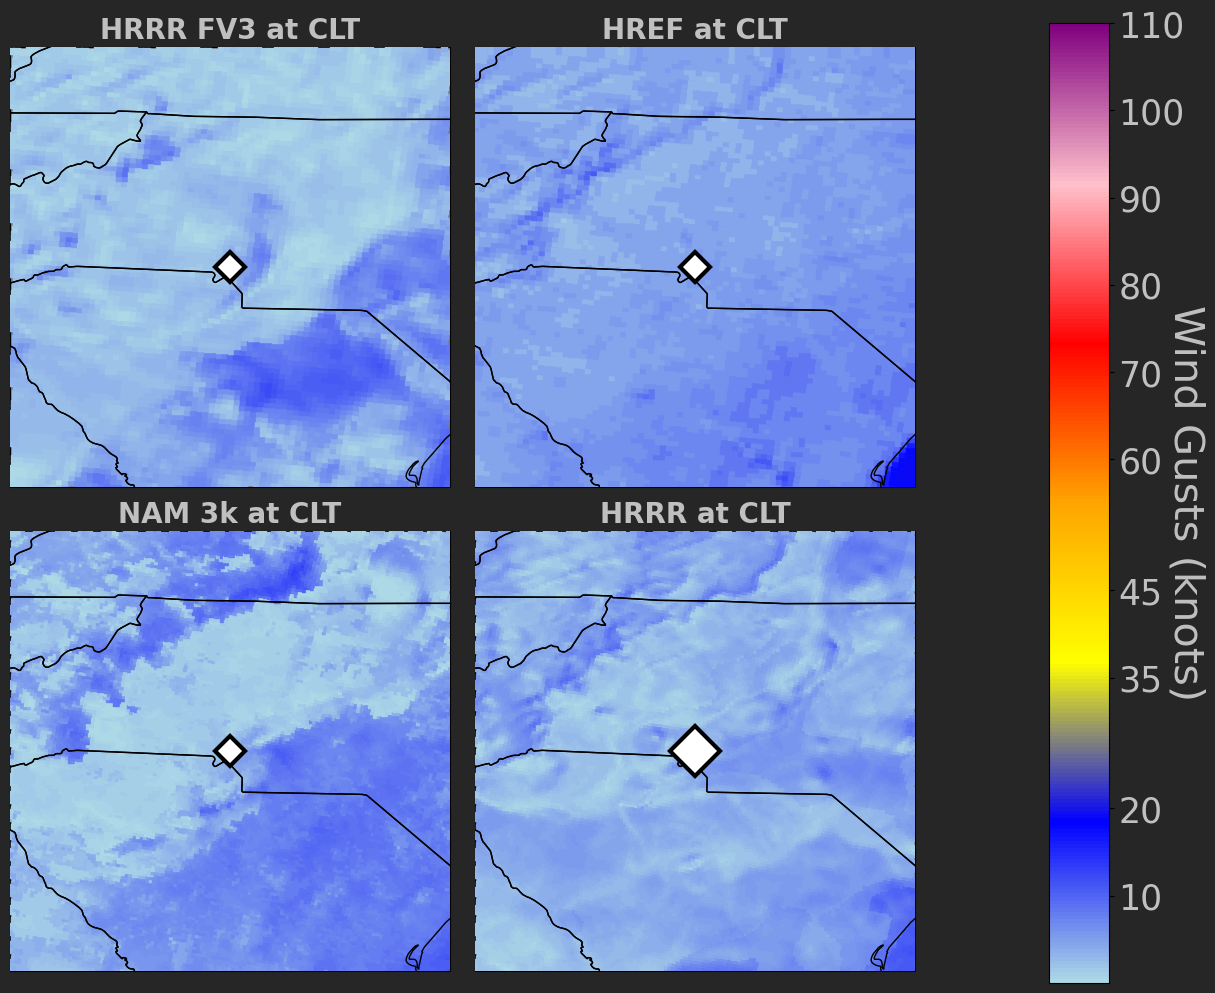 HRRR FV3 at CLT
HREF at CLT
NAM 3k at CLT
HRRR at CLT
110
100
90
80
70
60
45
35
20
10
Wind Gusts (knots)